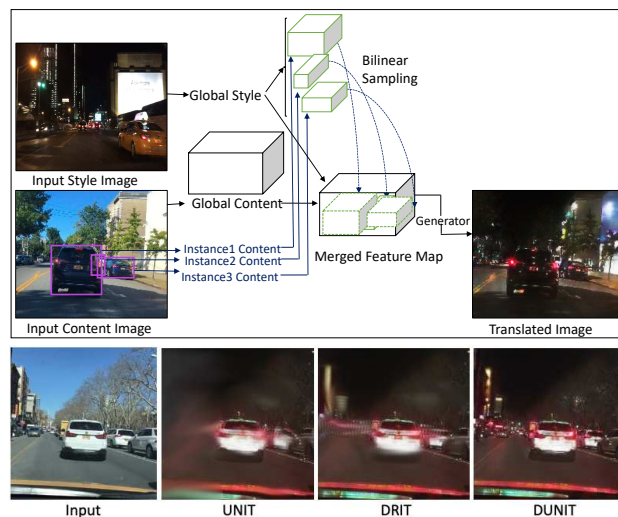 Bilinear
Sampling
Global Style
Input Style Image
Global Content
Generator
Instance1 Content
Instance2 Content
Instance3 Content
Merged Feature Map
Input Content Image
Translated Image
Input
UNIT
DRIT
DUNIT